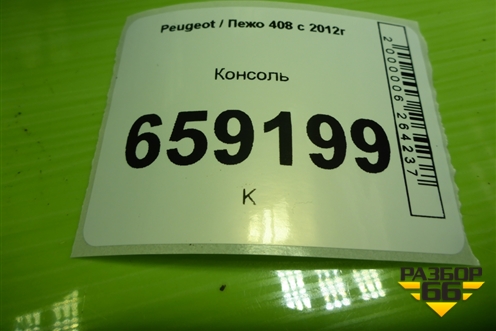 Peugeot / Пежо 408 с 2012г
Консоль
659199
К
2000006264237
РАЗБОР
66